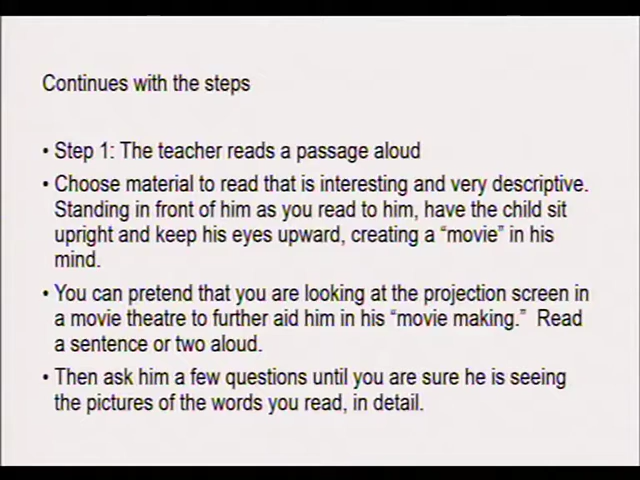 Continues with the steps
• Step 1: The teacher reads a passage aloud
• Choose material to read that is interesting and very descriptive.
Standing in front of him as you read to him, have the child sit
upright and keep his eyes upward, creating a “movie” in his
mind.
• You can pretend that you are looking at the projection screen in
a movie theatre to further aid him in his “movie making.”  Read
a sentence or two aloud.
• Then ask him a few questions until you are sure he is seeing
the pictures of the words you read, in detail.